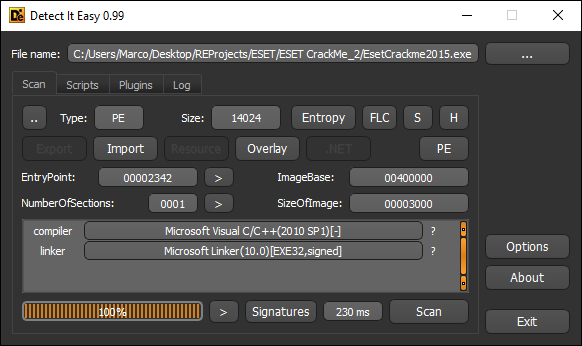 Detect It Easy 0.99
File name: C:/Users/Marco/Desktop/REProjects/ESET/ESET CrackMe_2/EsetCrackme2015.exe ...
Scan Scripts Plugins Log
.. Type: PE Size: 14024 Entropy FLC S H
Export Import Resource Overlay .NET PE
EntryPoint: 00002342 > ImageBase: 00400000
NumberOfSections: 0001 > SizeOfImage: 00003000
compiler Microsoft Visual C/C++(2010 SP1)[-] ?
linker Microsoft Linker(10.0)[EXE32,signed] ?
Options
About
100% > Signatures 230 ms Scan
Exit